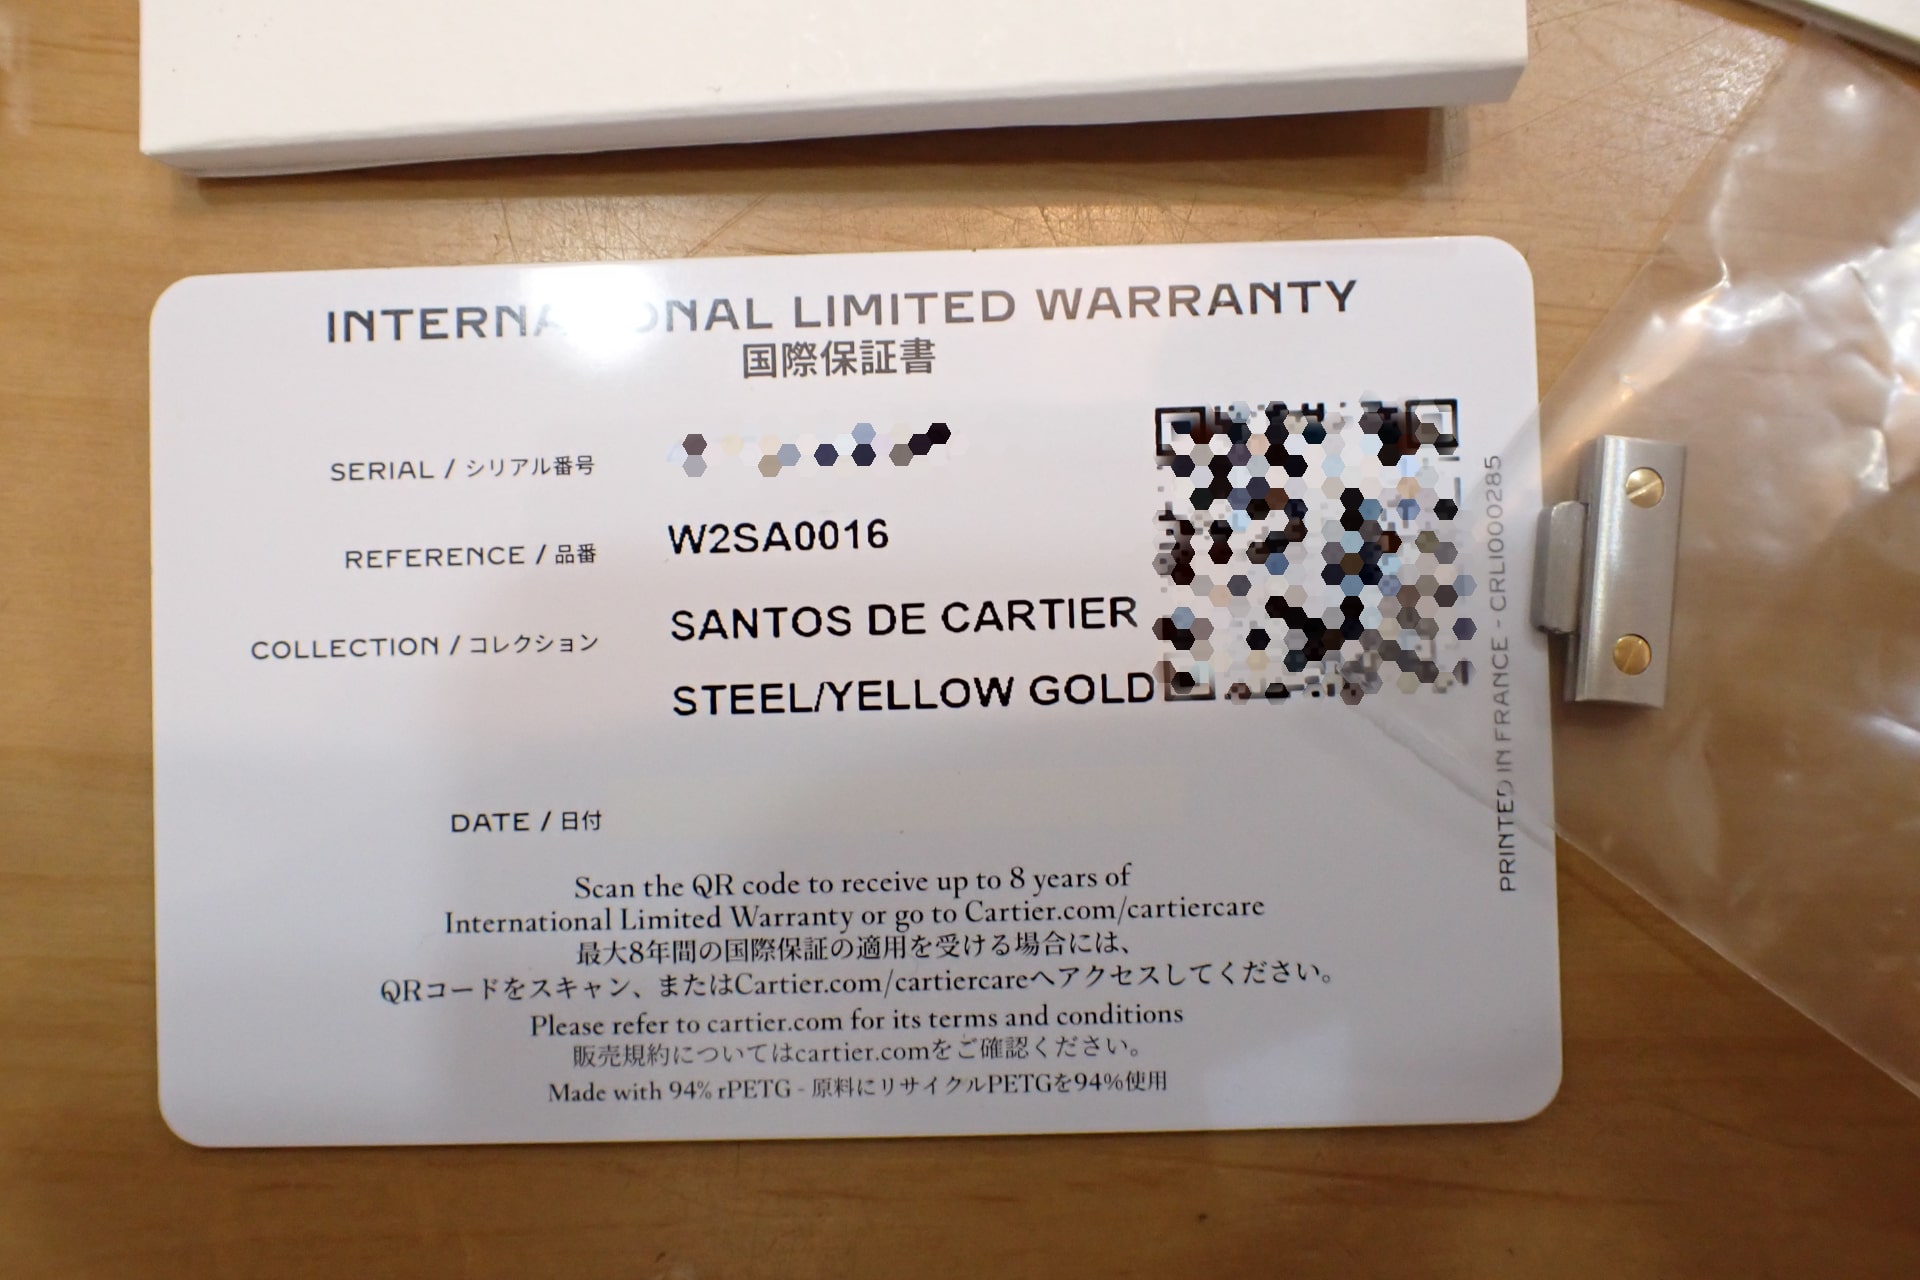 INTERNATIONAL LIMITED WARRANTY
国際保証書
SERIAL / シリアル番号
REFERENCE / 品番 W2SA0016
COLLECTION / コレクション SANTOS DE CARTIER
STEEL/YELLOW GOLD
DATE / 日付
Scan the QR code to receive up to 8 years of
International Limited Warranty or go to Cartier.com/cartiercare
最大8年間の国際保証の適用を受ける場合には、
QRコードをスキャン、またはCartier.com/cartiercareへアクセスしてください。
Please refer to cartier.com for its terms and conditions
販売規約についてはcartier.comをご確認ください。
Made with 94% rPETG - 原料にリサイクルPETGを94%使用
PRINTED IN FRANCE - CRLI000285